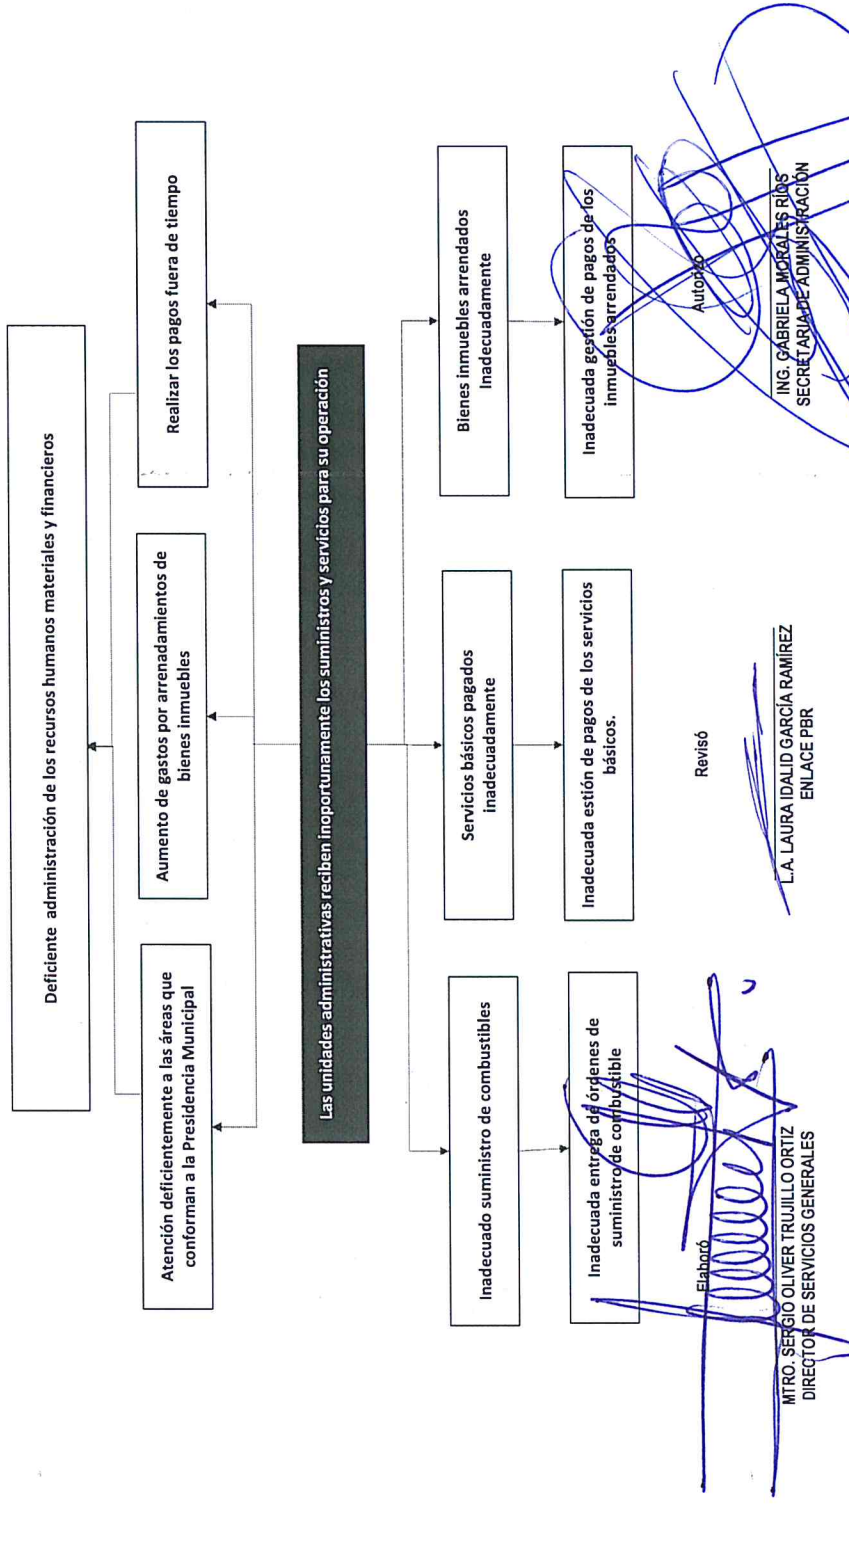 Deficiente administración de los recursos humanos materiales y financieros
Atención deficientemente a las áreas que
conforman a la Presidencia Municipal
Aumento de gastos por arrenadamientos de
bienes inmuebles
Realizar los pagos fuera de tiempo
Las unidades administrativas reciben inoportunamente los suministros y servicios para su operación
Inadecuado suministro de combustibles
Servicios básicos pagados
inadecuadamente
Bienes inmuebles arrendados
Inadecuadamente
Inadecuada entrega de órdenes de
suministro de combustible
Inadecuada estión de pagos de los servicios
básicos.
Inadecuada gestión de pagos de los
inmuebles arrendados
Elaboró
MTRO. SERGIO OLIVER TRUJILLO ORTIZ
DIRECTOR DE SERVICIOS GENERALES
Revisó
L.A. LAURA IDALID GARCÍA RAMÍREZ
ENLACE PBR
Autorizó
ING. GABRIELA MORALES RÍOS
SECRETARIA DE ADMINISTRACIÓN